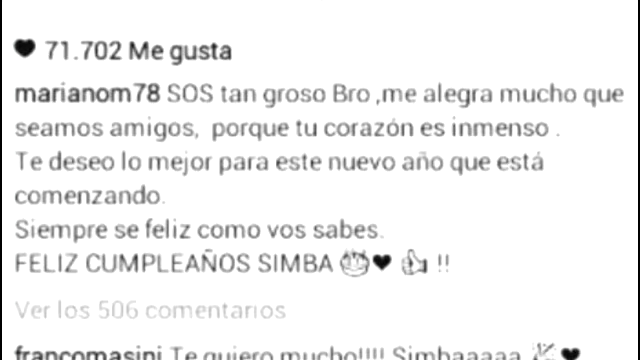 71.702 Me gusta
marianom78 SOS tan groso Bro ,me alegra mucho que
seamos amigos, porque tu corazón es inmenso .
Te deseo lo mejor para este nuevo año que está
comenzando.
Siempre se feliz como vos sabes.
FELIZ CUMPLEAÑOS SIMBA 🎂❤👍 !!
Ver los 506 comentarios
francomasini Te quiero mucho!!!! Simbaaaaa 🎉❤